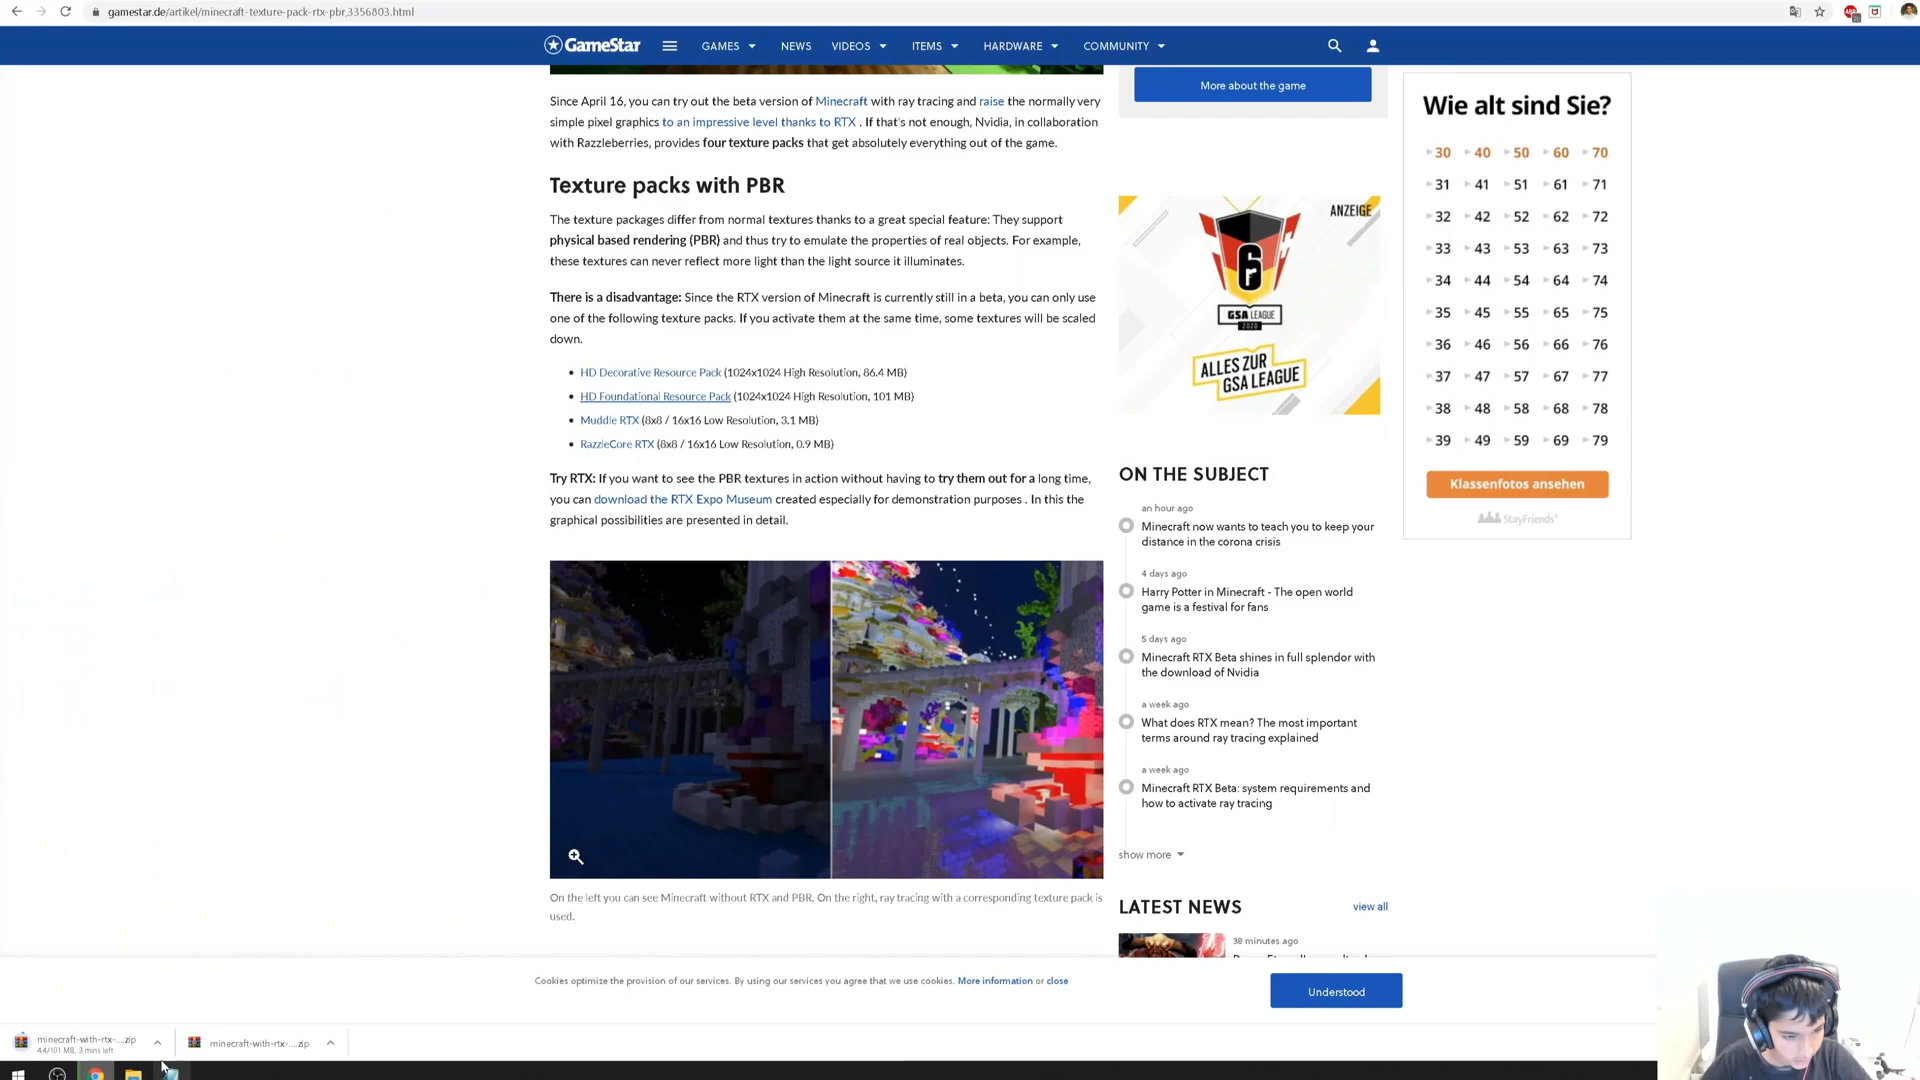 gamestar.de/artikel/minecraft-texture-pack-rtx-pbr,3356803.html
GameStar
GAMES
NEWS
VIDEOS
ITEMS
HARDWARE
COMMUNITY
Since April 16, you can try out the beta version of Minecraft with ray tracing and raise the normally very
simple pixel graphics to an impressive level thanks to RTX . If that's not enough, Nvidia, in collaboration
with Razzleberries, provides four texture packs that get absolutely everything out of the game.
Texture packs with PBR
The texture packages differ from normal textures thanks to a great special feature: They support
physical based rendering (PBR) and thus try to emulate the properties of real objects. For example,
these textures can never reflect more light than the light source it illuminates.
There is a disadvantage: Since the RTX version of Minecraft is currently still in a beta, you can only use
one of the following texture packs. If you activate them at the same time, some textures will be scaled
down.
HD Decorative Resource Pack (1024x1024 High Resolution, 86.4 MB)
HD Foundational Resource Pack (1024x1024 High Resolution, 101 MB)
Muddle RTX (8x8 / 16x16 Low Resolution, 3.1 MB)
RazzleCore RTX (8x8 / 16x16 Low Resolution, 0.9 MB)
Try RTX: If you want to see the PBR textures in action without having to try them out for a long time,
you can download the RTX Expo Museum created especially for demonstration purposes . In this the
graphical possibilities are presented in detail.
On the left you can see Minecraft without RTX and PBR. On the right, ray tracing with a corresponding texture pack is
used.
More about the game
ANZEIGE
6
GSA LEAGUE
2020
ALLES ZUR
GSA LEAGUE
ON THE SUBJECT
an hour ago
Minecraft now wants to teach you to keep your
distance in the corona crisis
4 days ago
Harry Potter in Minecraft - The open world
game is a festival for fans
5 days ago
Minecraft RTX Beta shines in full splendor with
the download of Nvidia
a week ago
What does RTX mean? The most important
terms around ray tracing explained
a week ago
Minecraft RTX Beta: system requirements and
how to activate ray tracing
show more
LATEST NEWS
view all
38 minutes ago
Wie alt sind Sie?
30 40 50 60 70
31 41 51 61 71
32 42 52 62 72
33 43 53 63 73
34 44 54 64 74
35 45 55 65 75
36 46 56 66 76
37 47 57 67 77
38 48 58 68 78
39 49 59 69 79
Klassenfotos ansehen
StayFriends
Cookies optimize the provision of our services. By using our services you agree that we use cookies. More information or close
Understood
minecraft-with-rtx-....zip
44/101 MB, 3 mins left
minecraft-with-rtx-....zip